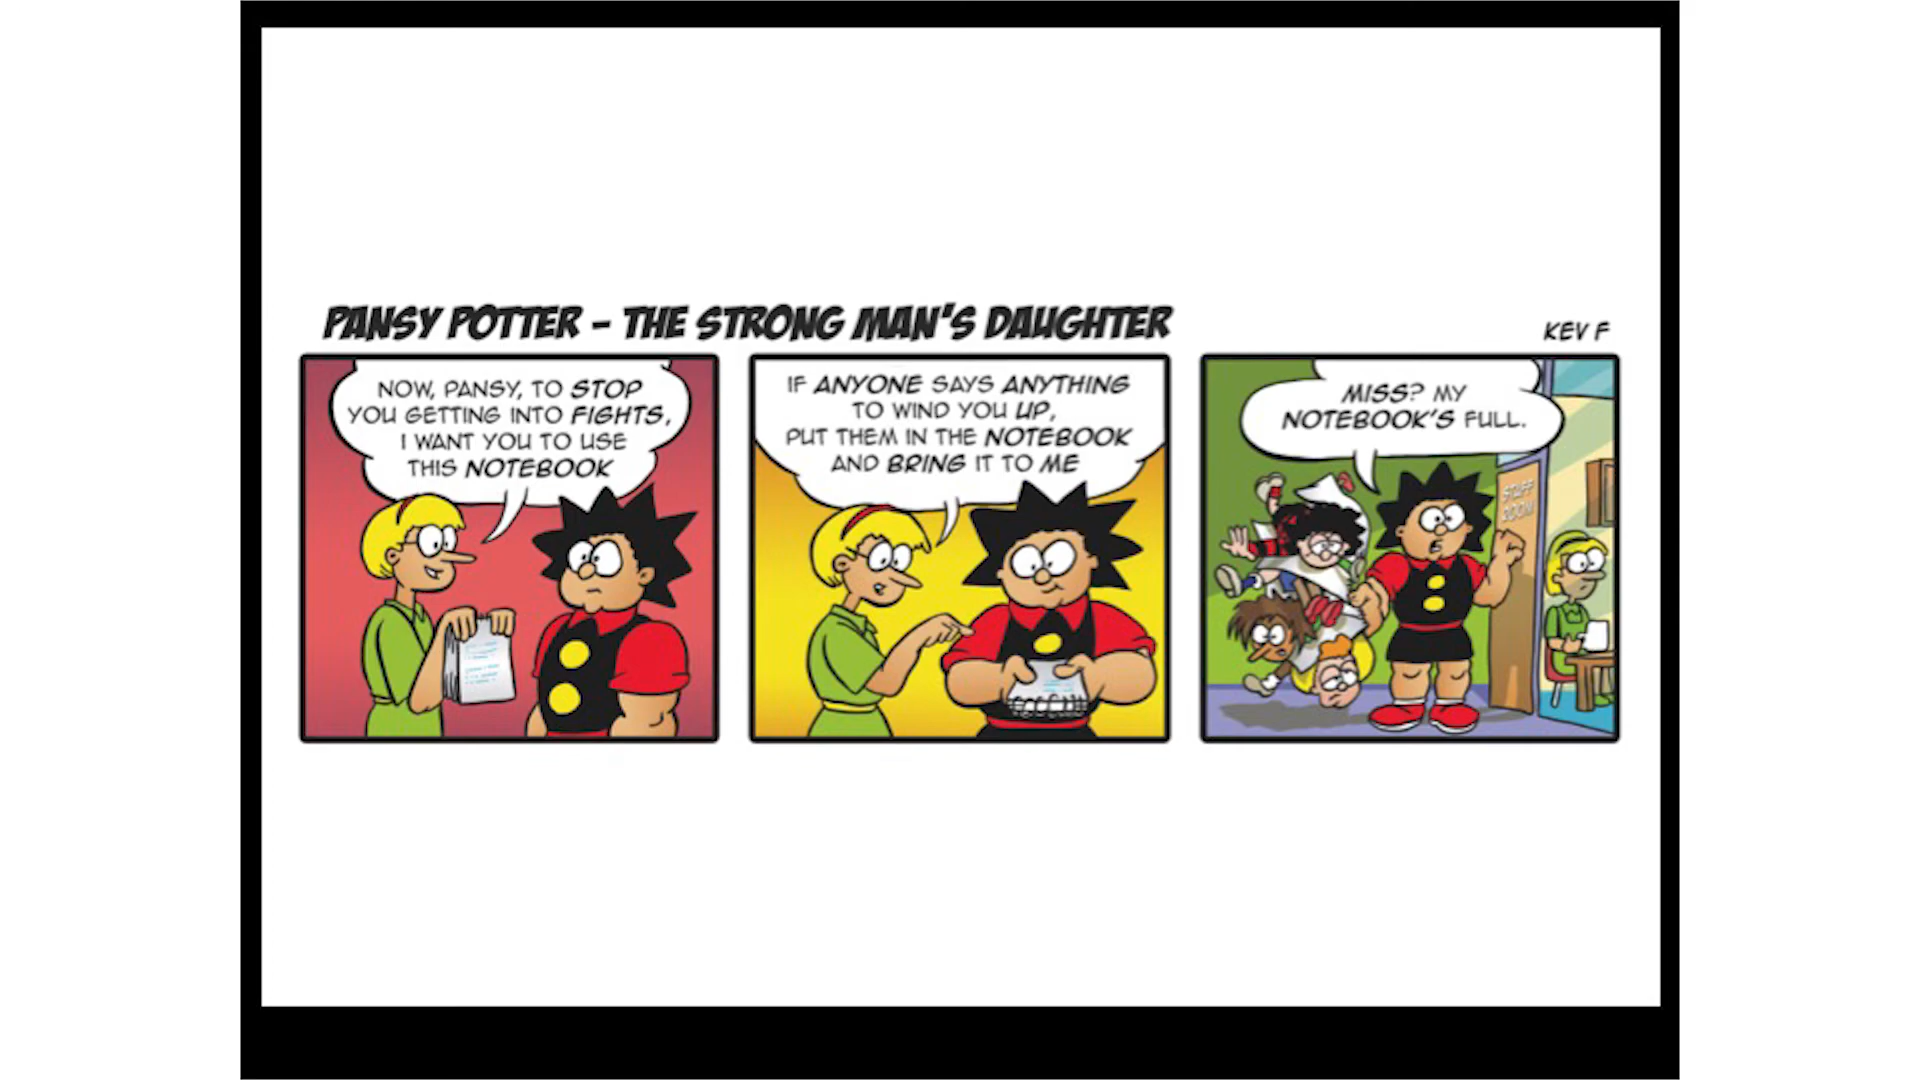 PANSY POTTER - THE STRONG MAN'S DAUGHTER
KEV F
NOW, PANSY, TO STOP
YOU GETTING INTO FIGHTS,
I WANT YOU TO USE
THIS NOTEBOOK
IF ANYONE SAYS ANYTHING
TO WIND YOU UP,
PUT THEM IN THE NOTEBOOK
AND BRING IT TO ME
MISS? MY
NOTEBOOK'S FULL.
STAFF
ROOM